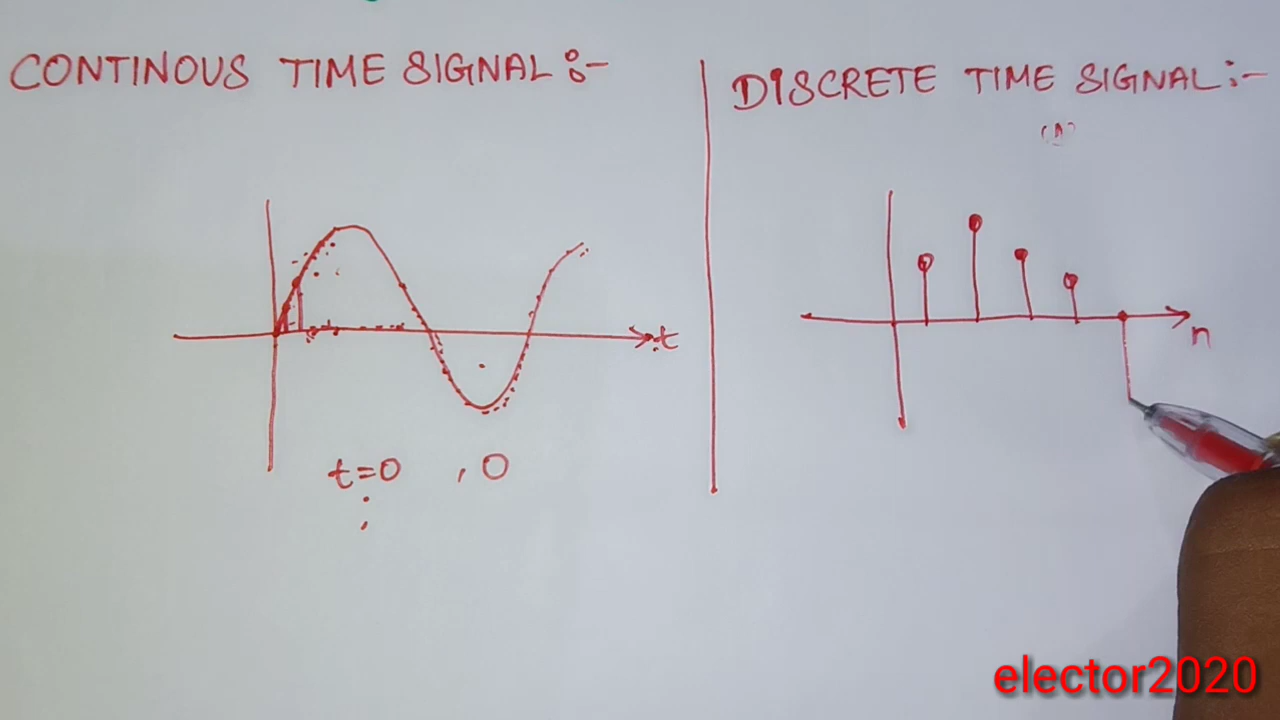 CONTINOUS TIME SIGNAL :-
t
t=0 , 0
:
DISCRETE TIME SIGNAL :-
n
elector2020